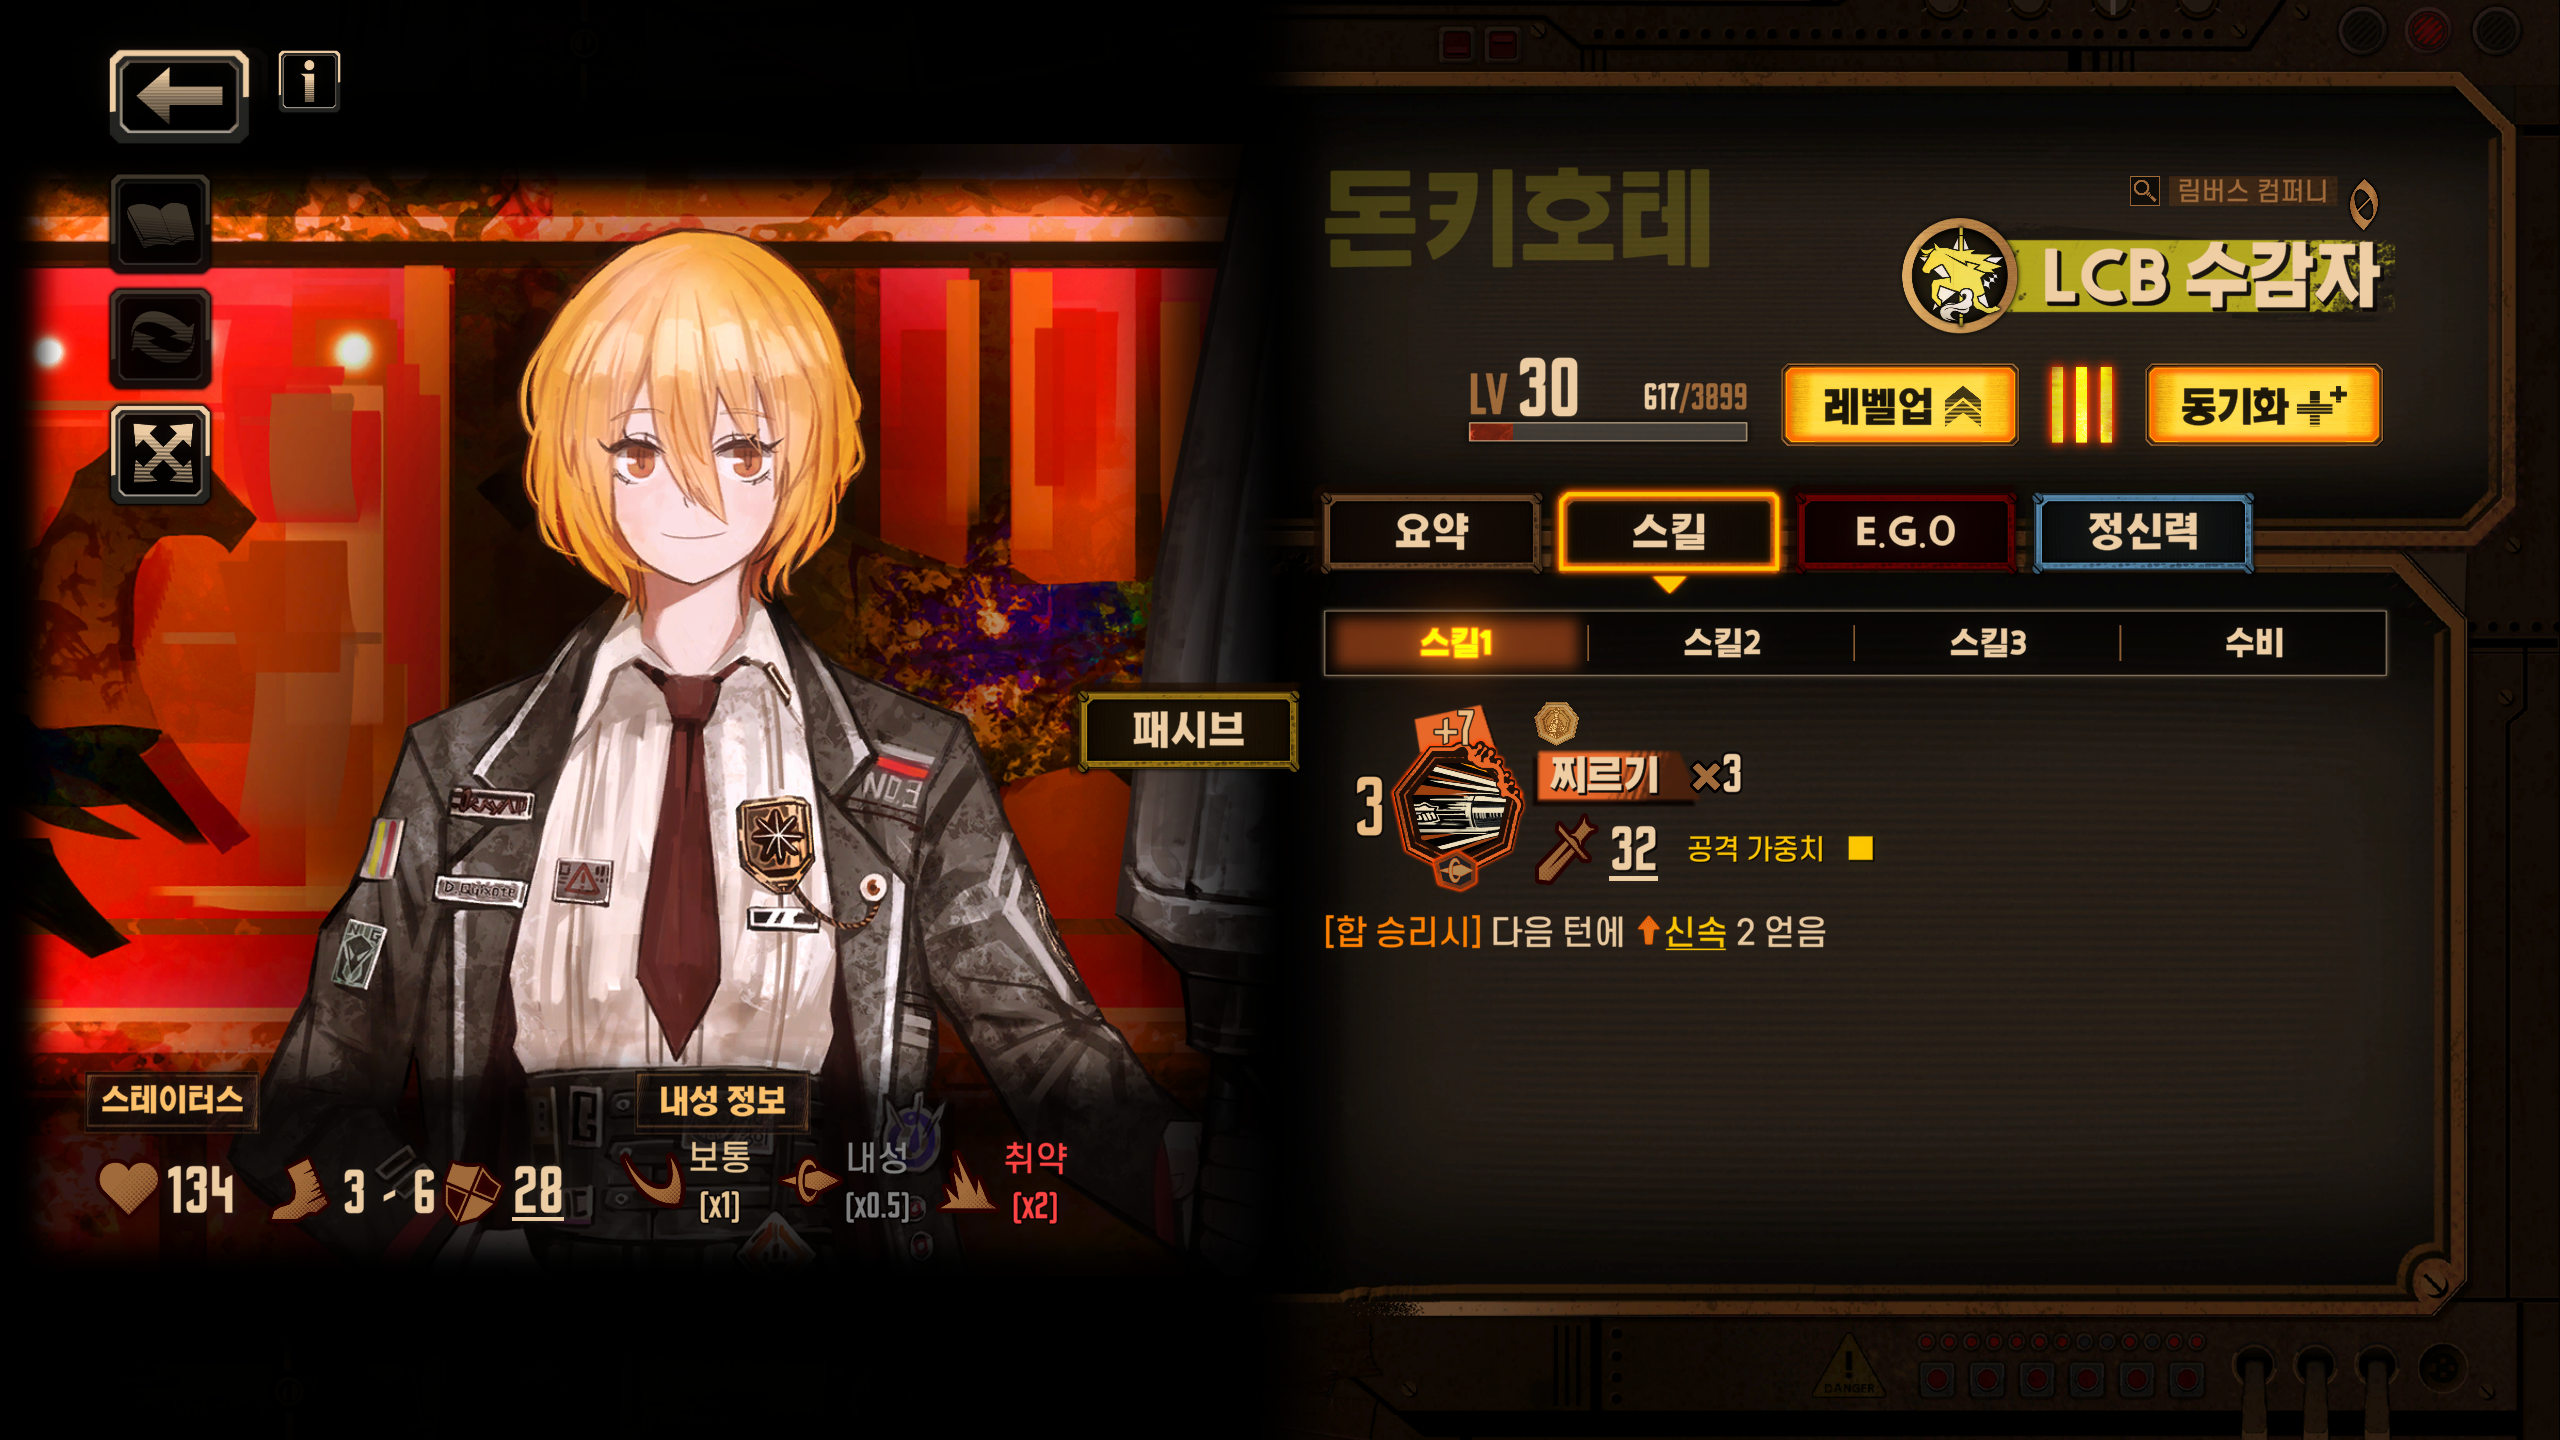 돈키호테
림버스 컴퍼니
LCB 수감자
LV 30
617/3899
레벨업
동기화
요약
스킬
E.G.O
정신력
스킬1
스킬2
스킬3
수비
패시브
+7
3
찌르기 ×3
32 공격 가중치
[합 승리시] 다음 턴에 신속 2 얻음
NO3
D.Quixote
스테이터스
134
3 - 6
28
내성 정보
보통
[x1]
내성
[x0.5]
취약
[x2]
DANGER